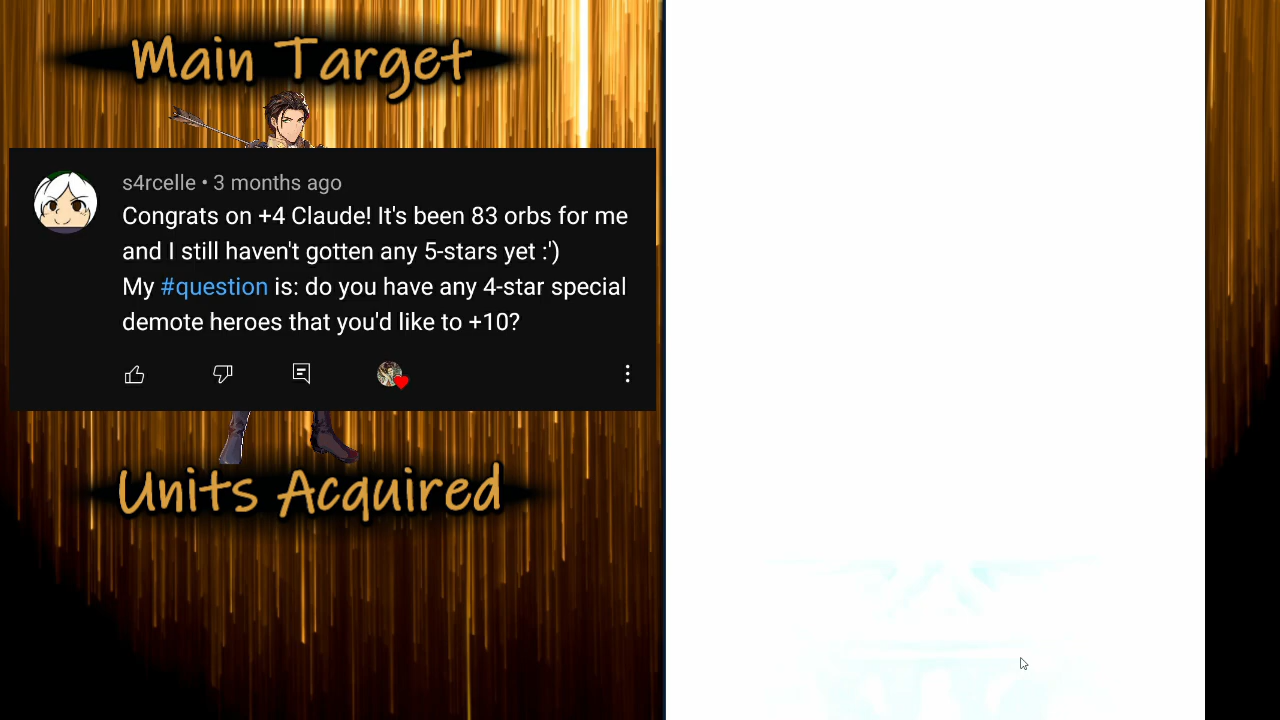 Main Target
s4rcelle • 3 months ago
Congrats on +4 Claude! It's been 83 orbs for me
and I still haven't gotten any 5-stars yet :')
My #question is: do you have any 4-star special
demote heroes that you'd like to +10?
Units Acquired